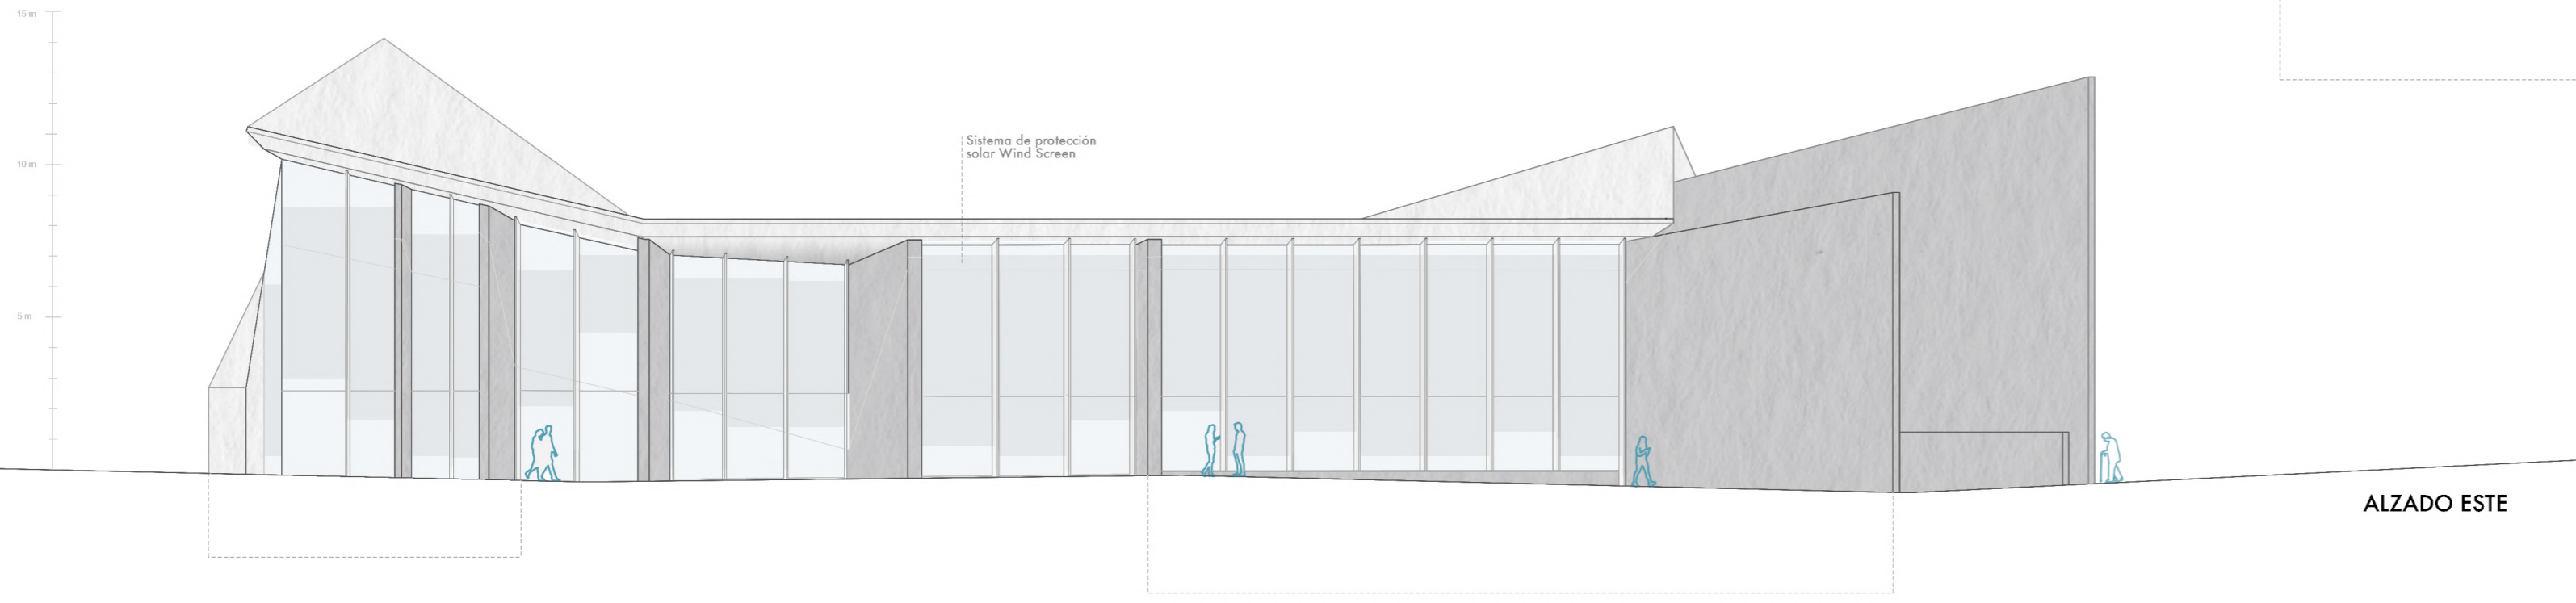 15 m
Sistema de protección
solar Wind Screen
10 m
5 m
ALZADO ESTE